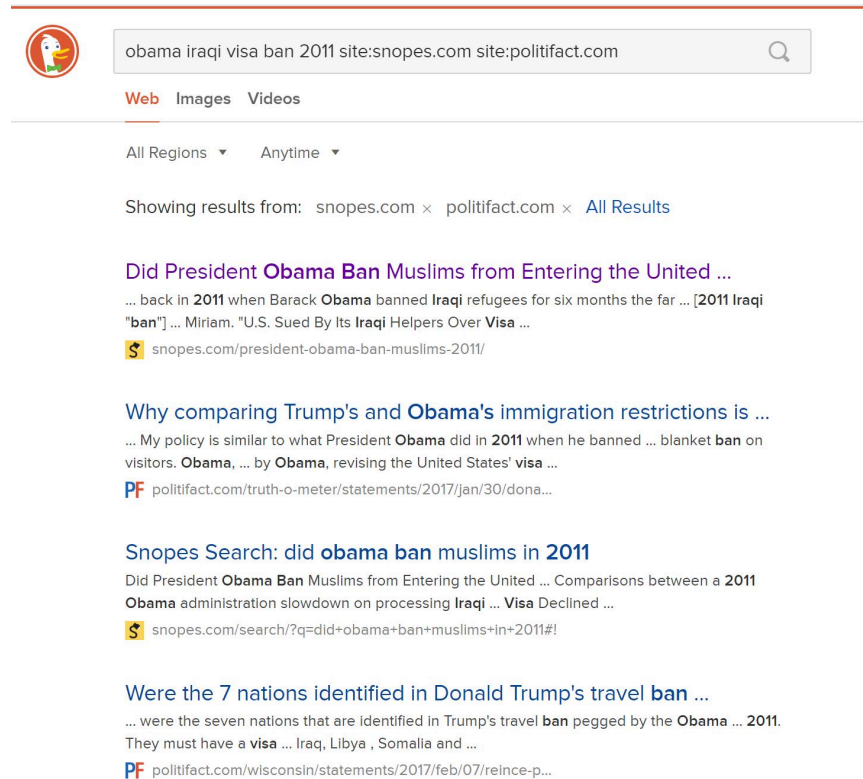 obama iraqi visa ban 2011 site:snopes.com site:politifact.com
Web Images Videos
All Regions Anytime
Showing results from: snopes.com × politifact.com × All Results
Did President Obama Ban Muslims from Entering the United ...
... back in 2011 when Barack Obama banned Iraqi refugees for six months the far ... [2011 Iraqi
"ban"] ... Miriam. "U.S. Sued By Its Iraqi Helpers Over Visa ...
snopes.com/president-obama-ban-muslims-2011/
Why comparing Trump's and Obama's immigration restrictions is ...
... My policy is similar to what President Obama did in 2011 when he banned ... blanket ban on
visitors. Obama, ... by Obama, revising the United States' visa ...
PF politifact.com/truth-o-meter/statements/2017/jan/30/dona...
Snopes Search: did obama ban muslims in 2011
Did President Obama Ban Muslims from Entering the United ... Comparisons between a 2011
Obama administration slowdown on processing Iraqi ... Visa Declined ...
snopes.com/search/?q=did+obama+ban+muslims+in+2011#!
Were the 7 nations identified in Donald Trump's travel ban ...
... were the seven nations that are identified in Trump's travel ban pegged by the Obama ... 2011.
They must have a visa ... Iraq, Libya , Somalia and ...
PF politifact.com/wisconsin/statements/2017/feb/07/reince-p...